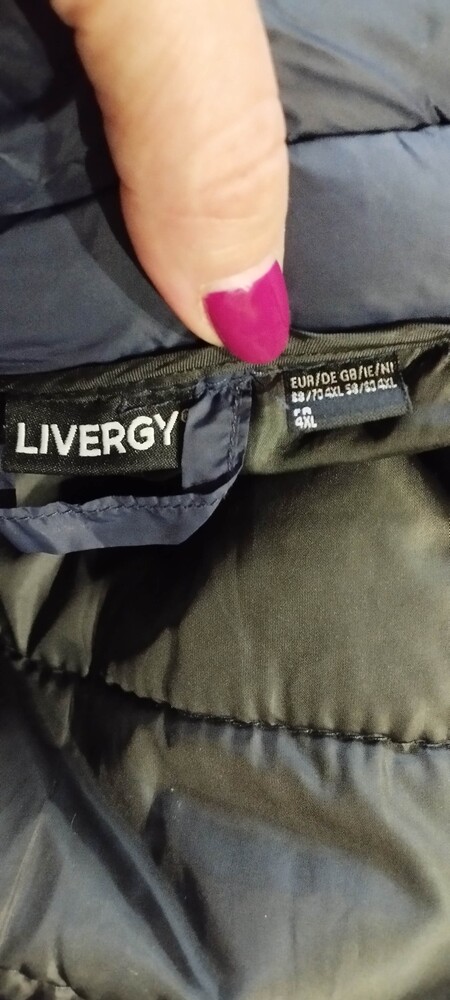 LIVERGY
EUR/DE GB/IE/NI
68/70 4XL 58/60 4XL
FR
4XL